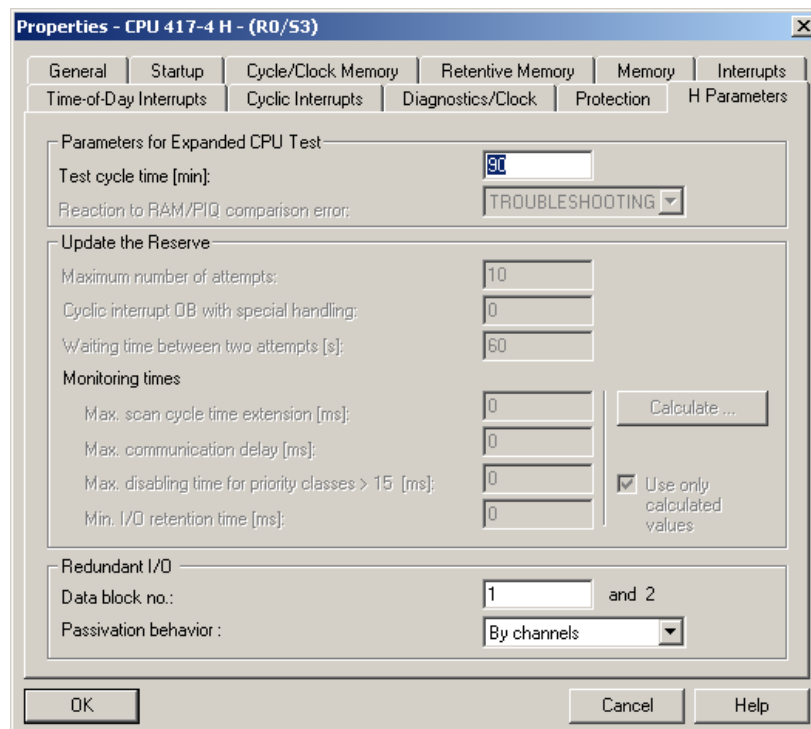 Properties - CPU 417-4 H - (R0/S3)
General Startup Cycle/Clock Memory Retentive Memory Memory Interrupts
Time-of-Day Interrupts Cyclic Interrupts Diagnostics/Clock Protection H Parameters
Parameters for Expanded CPU Test
Test cycle time [min]: 90
Reaction to RAM/PIQ comparison error: TROUBLESHOOTING
Update the Reserve
Maximum number of attempts: 10
Cyclic interrupt OB with special handling: 0
Waiting time between two attempts [s]: 60
Monitoring times
Max. scan cycle time extension [ms]: 0 Calculate ...
Max. communication delay [ms]: 0
Max. disabling time for priority classes > 15 [ms]: 0 Use only
calculated
values
Min. I/O retention time [ms]: 0
Redundant I/O
Data block no.: 1 and 2
Passivation behavior : By channels
OK Cancel Help